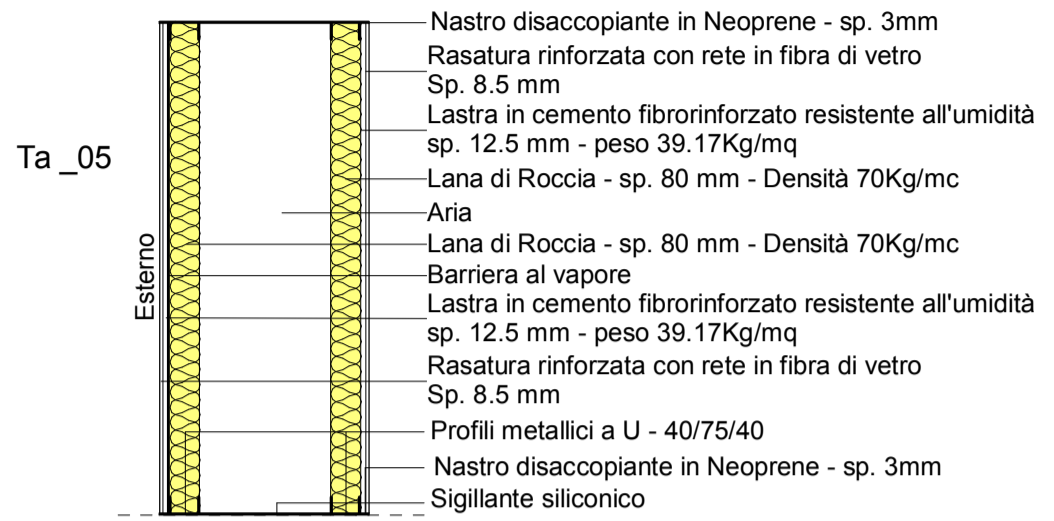 Nastro disaccopiante in Neoprene - sp. 3mm
Rasatura rinforzata con rete in fibra di vetro
Sp. 8.5 mm
Lastra in cemento fibrorinforzato resistente all'umidità
sp. 12.5 mm - peso 39.17Kg/mq
Ta _05
Lana di Roccia - sp. 80 mm - Densità 70Kg/mc
Aria
Lana di Roccia - sp. 80 mm - Densità 70Kg/mc
Esterno
Barriera al vapore
Lastra in cemento fibrorinforzato resistente all'umidità
sp. 12.5 mm - peso 39.17Kg/mq
Rasatura rinforzata con rete in fibra di vetro
Sp. 8.5 mm
Profili metallici a U - 40/75/40
Nastro disaccopiante in Neoprene - sp. 3mm
Sigillante siliconico